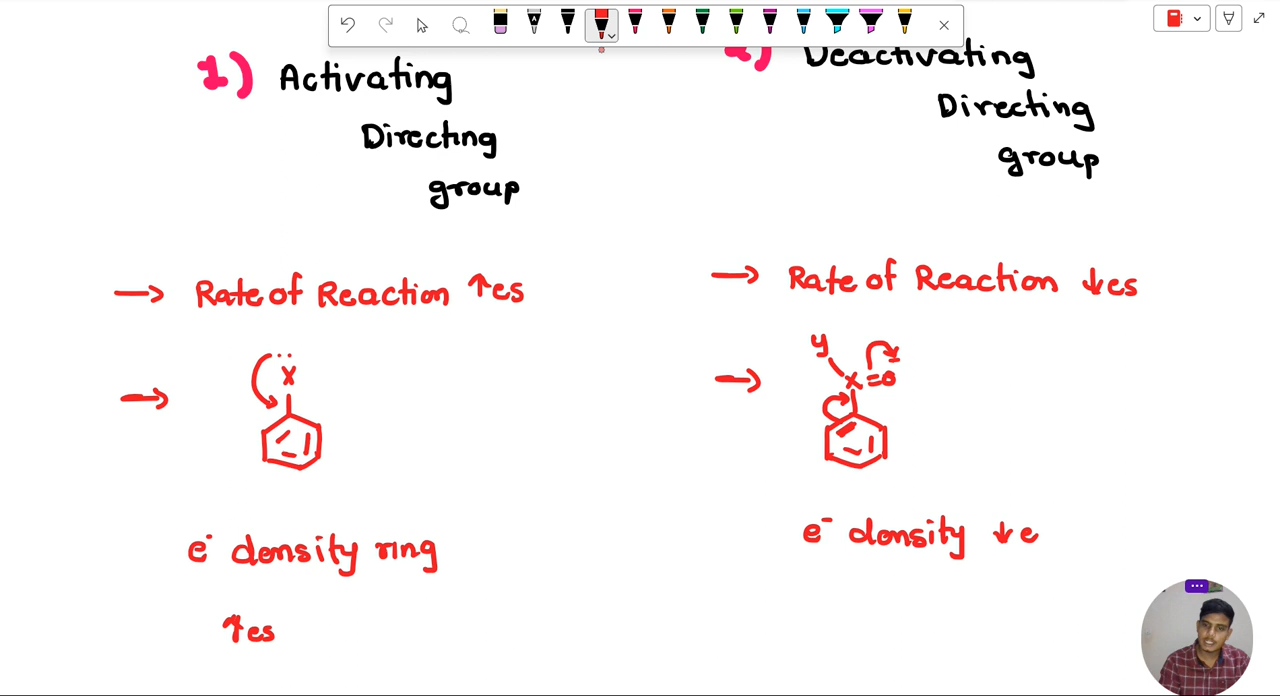 1) Activating
Directing
group
→ Rate of Reaction ↑es
→
X
e⁻ density ring
↑es
2) Deactivating
Directing
group
→ Rate of Reaction ↓es
→
y
x=o
e⁻ density ↓e